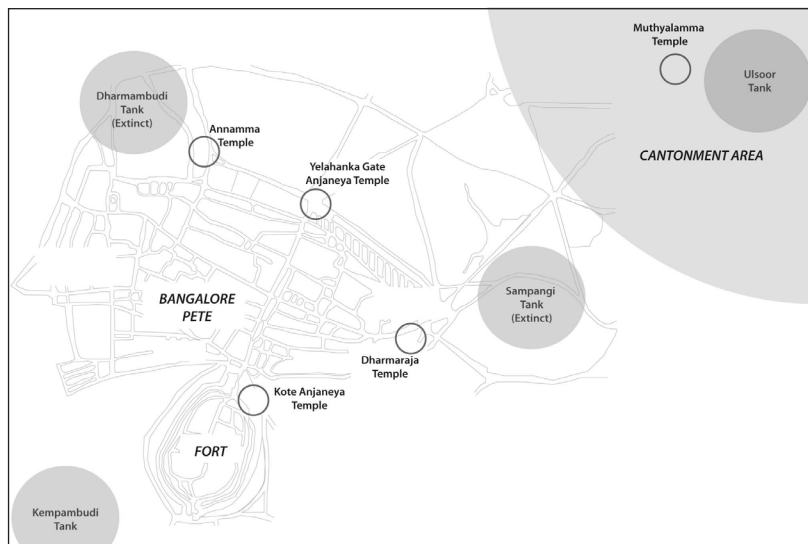 Muthyalamma
Temple
Ulsoor
Tank
Dharmambudi
Tank
(Extinct)
Annamma
Temple
CANTONMENT AREA
Yelahanka Gate
Anjaneya Temple
Sampangi
Tank
(Extinct)
BANGALORE
PETE
Dharmaraja
Temple
Kote Anjaneya
Temple
FORT
Kempambudi
Tank